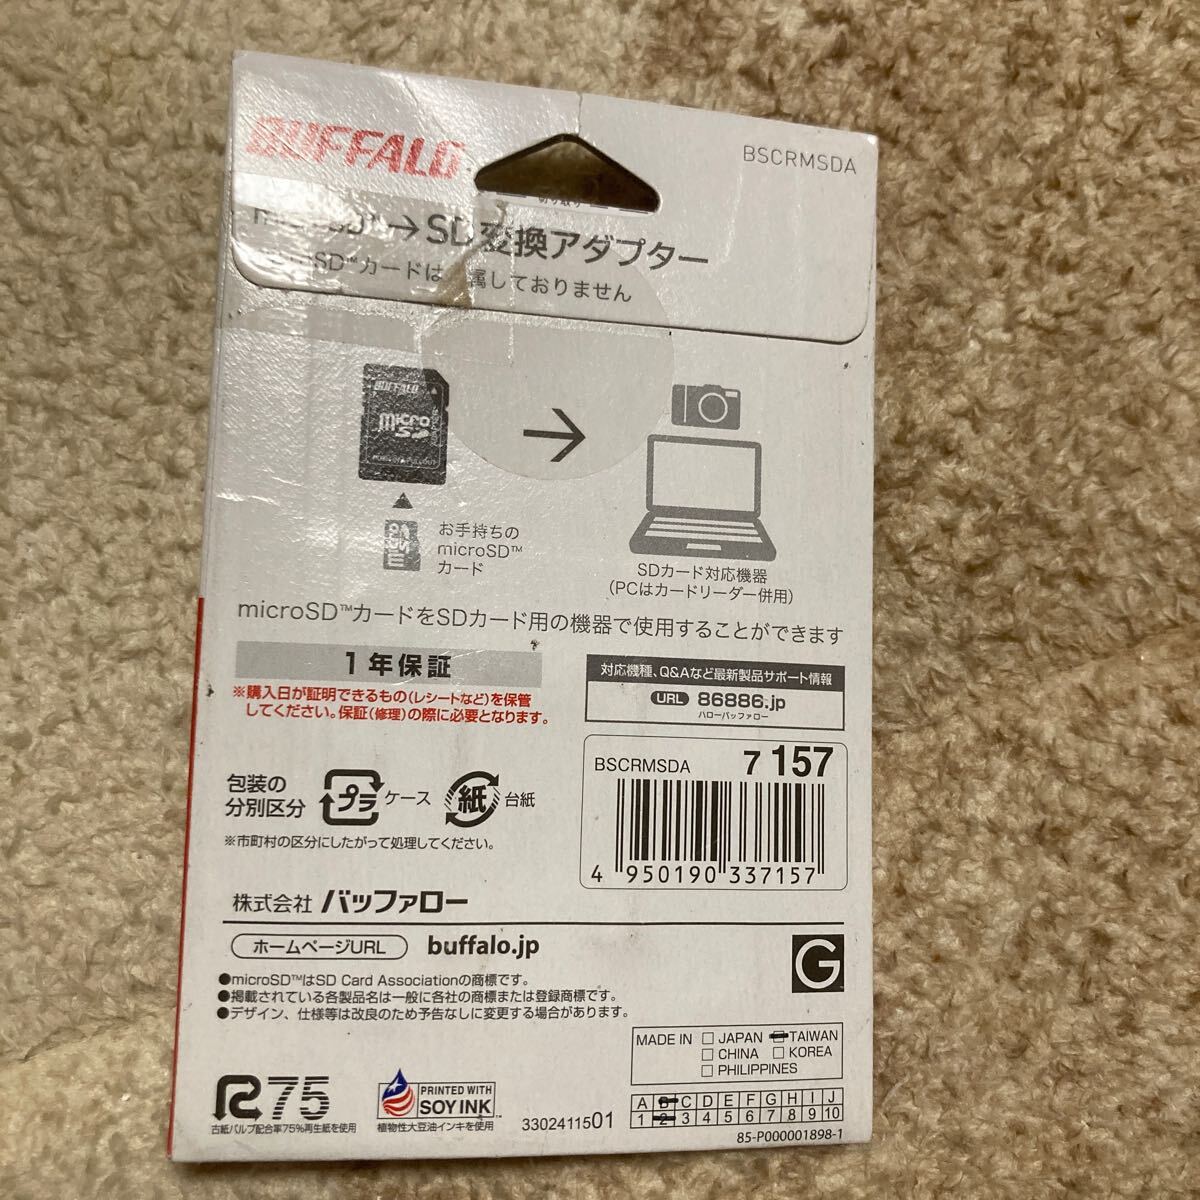 BUFFALO
BSCRMSDA
切り取り
microSD™→SD変換アダプター
SD™カードは 属しておりません
BUFFALO
micro
SD
お手持ちの
microSD™
カード
SDカード対応機器
(PCはカードリーダー併用)
microSD™カードをSDカード用の機器で使用することができます
1年保証
※購入日が証明できるもの(レシートなど)を保管
してください。保証(修理)の際に必要となります。
対応機種、Q&Aなど最新製品サポート情報
URL 86886.jp
ハローバッファロー
BSCRMSDA 7 157
4 950190 337157
包装の
分別区分
プラ ケース 紙 台紙
※市町村の区分にしたがって処理してください。
株式会社 バッファロー
ホームページURL buffalo.jp
G
●microSD™はSD Card Associationの商標です。
●掲載されている各製品名は一般に各社の商標または登録商標です。
●デザイン、仕様等は改良のため予告なしに変更する場合があります。
MADE IN □ JAPAN □ TAIWAN
□ CHINA □ KOREA
□ PHILIPPINES
R75
古紙パルプ配合率75%再生紙を使用
PRINTED WITH
SOY INK
植物性大豆油インキを使用
3302411501
A B C D E F G H I J
1 2 3 4 5 6 7 8 9 10
85-P000001898-1